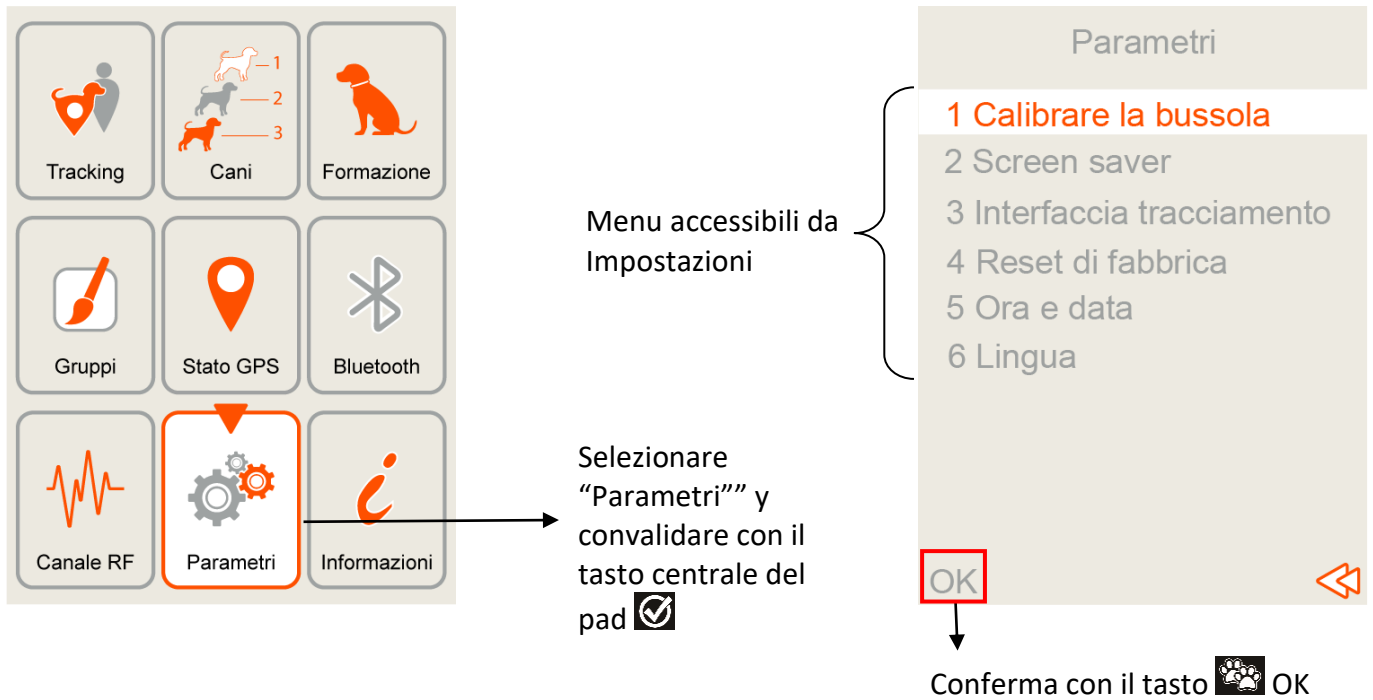 1
2
3
Tracking
Cani
Formazione
Gruppi
Stato GPS
Bluetooth
Canale RF
Parametri
Informazioni
Menu accessibili da
Impostazioni
Selezionare
“Parametri”” y
convalidare con il
tasto centrale del
pad
Parametri
1 Calibrare la bussola
2 Screen saver
3 Interfaccia tracciamento
4 Reset di fabbrica
5 Ora e data
6 Lingua
OK
Conferma con il tasto OK